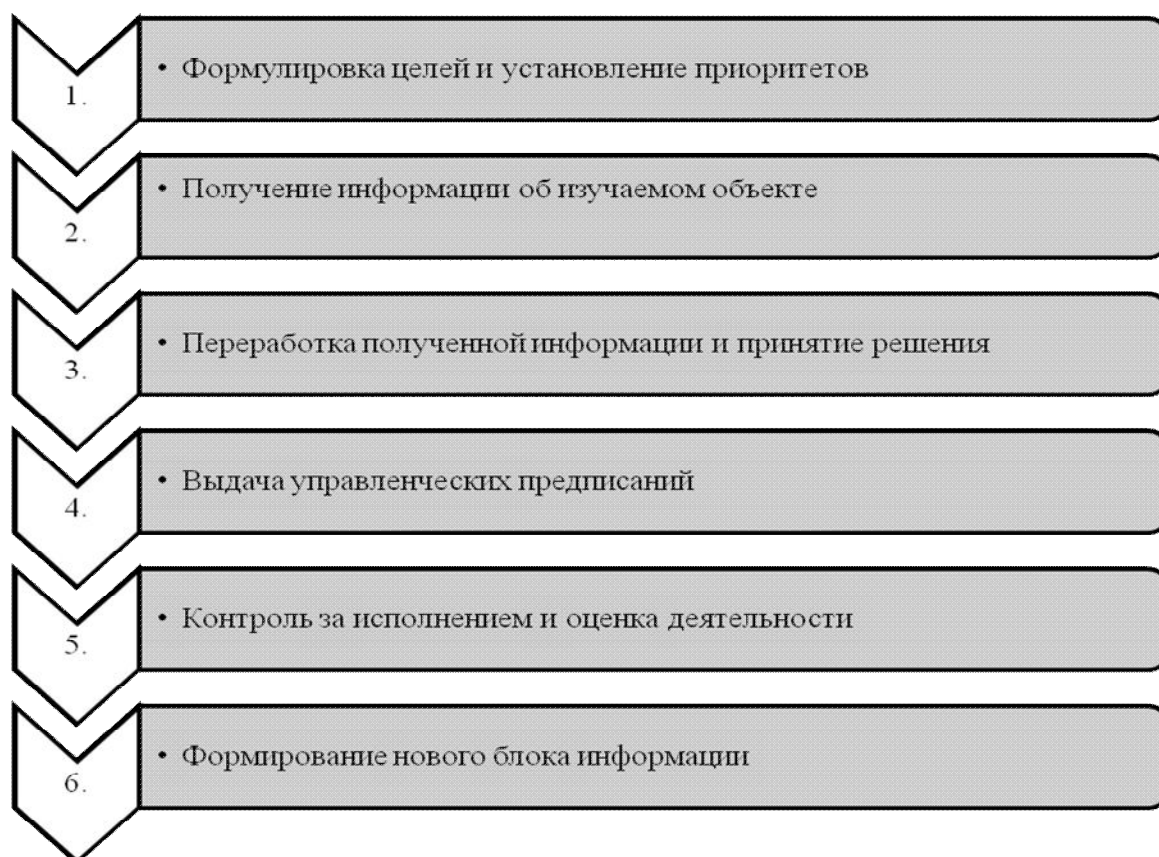 1.
• Формулировка целей и установление приоритетов
2.
• Получение информации об изучаемом объекте
3.
• Переработка полученной информации и принятие решения
4.
• Выдача управленческих предписаний
5.
• Контроль за исполнением и оценка деятельности
6.
• Формирование нового блока информации